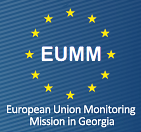 EUMM
European Union Monitoring
Mission in Georgia